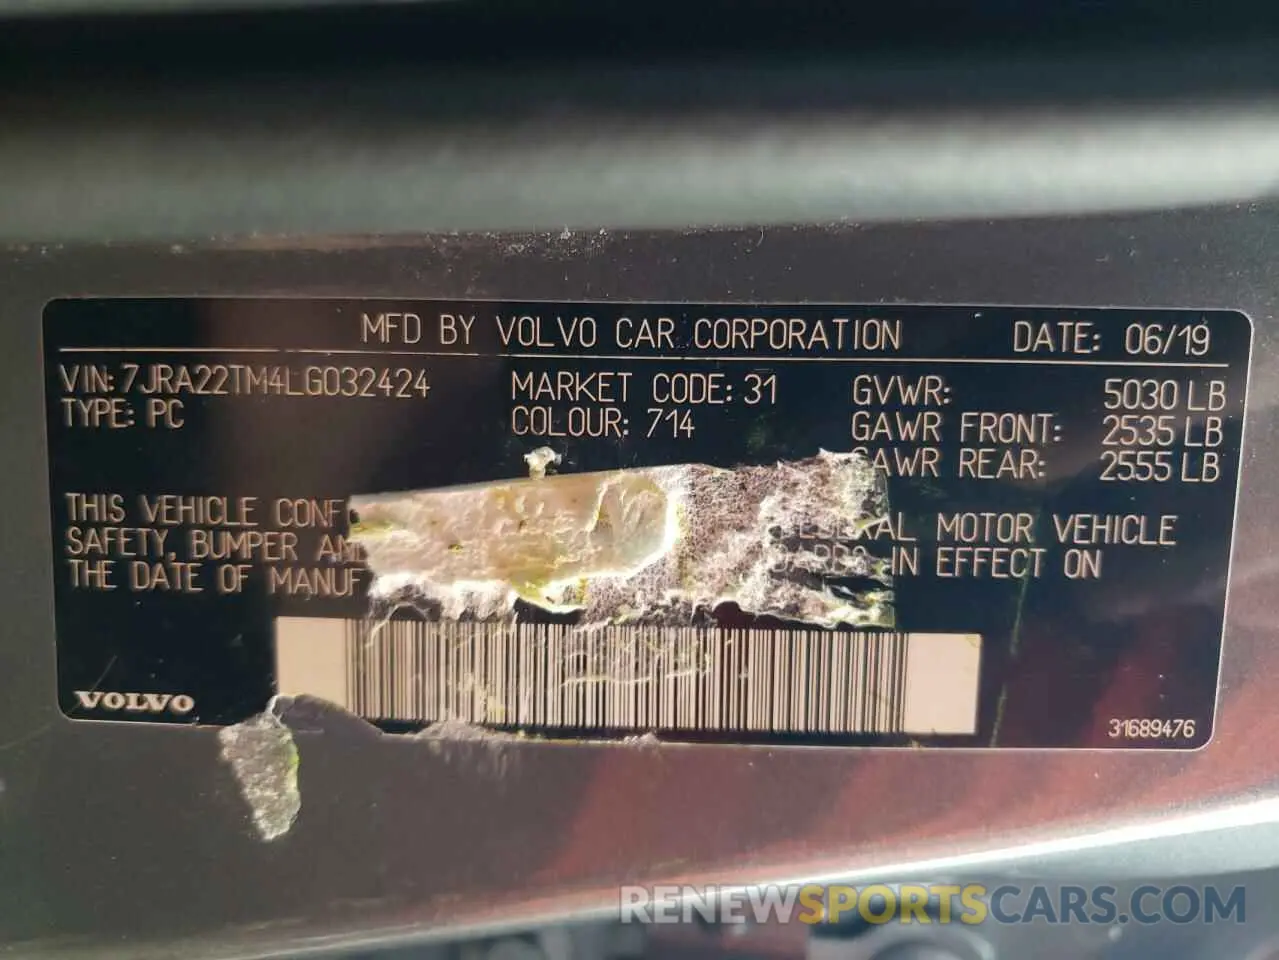 MFD BY VOLVO CAR CORPORATION DATE: 06/19
VIN: 7JRA22TM4LG032424 MARKET CODE: 31 GVWR: 5030 LB
TYPE: PC COLOUR: 714 GAWR FRONT: 2535 LB
GAWR REAR: 2555 LB
THIS VEHICLE CONF MOTOR VEHICLE
SAFETY, BUMPER AND IN EFFECT ON
THE DATE OF MANUF
VOLVO
31689476
RENEWSPORTSCARS.COM